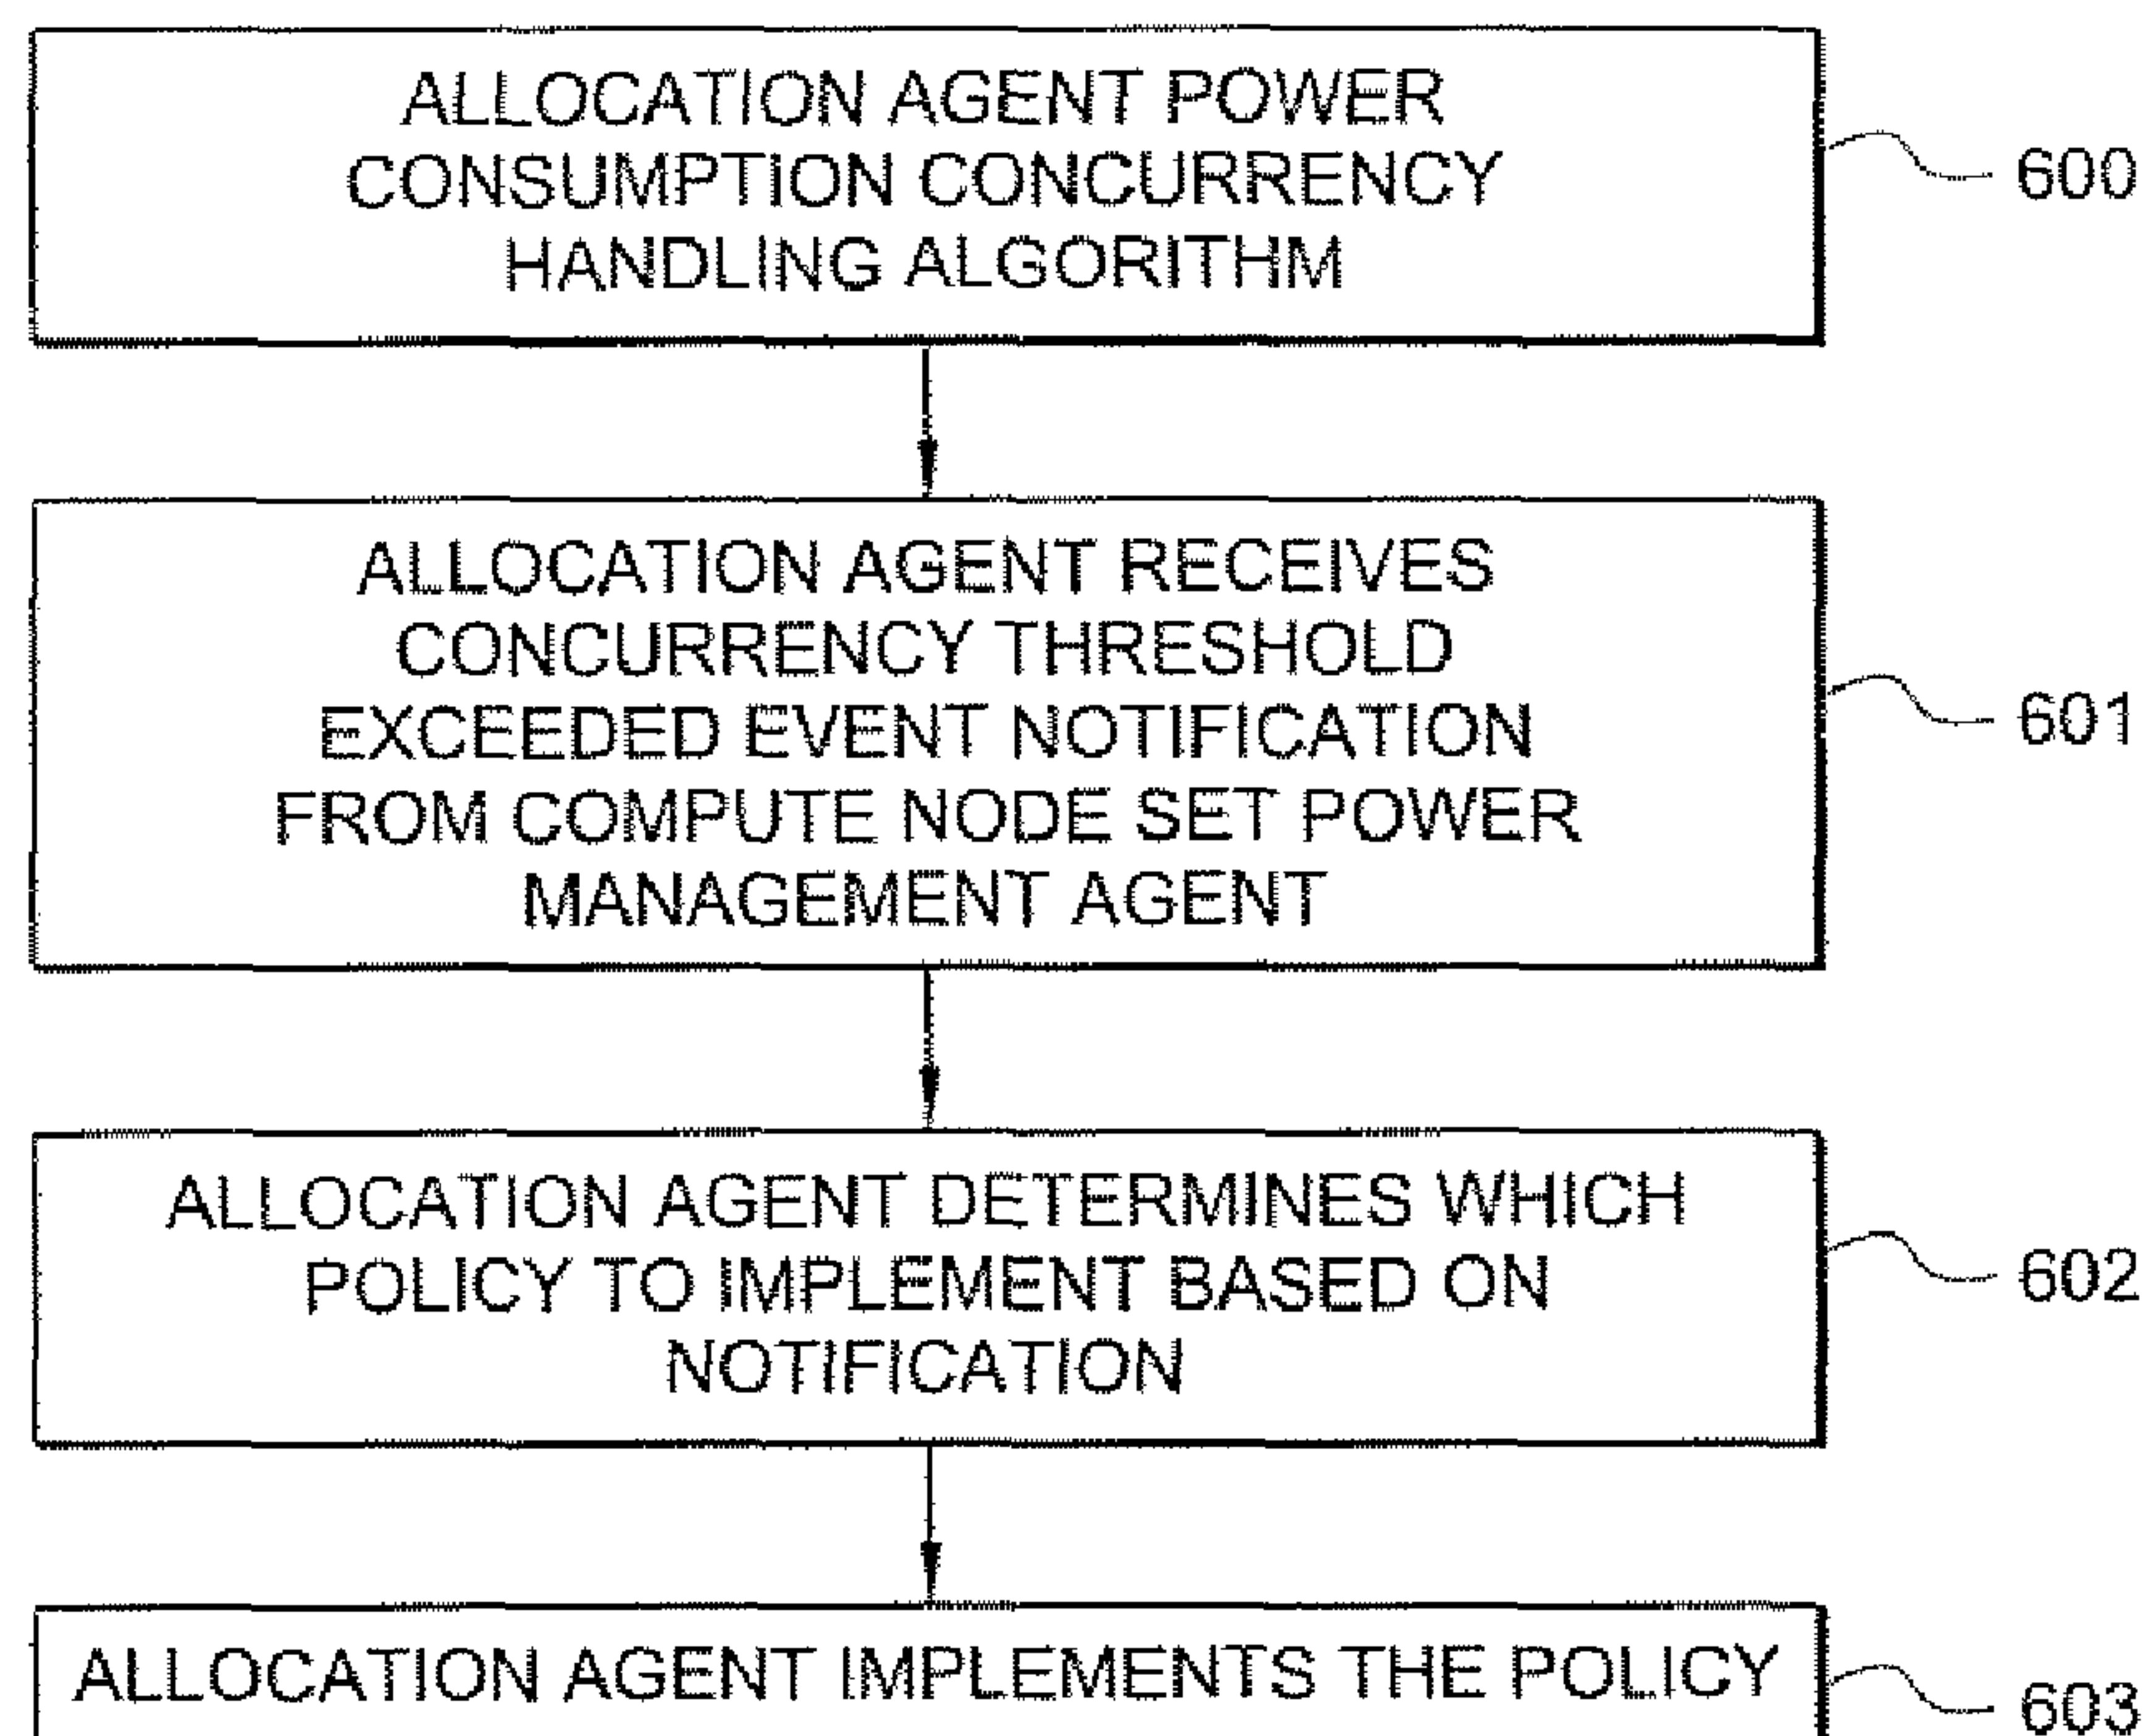 ALLOCATION AGENT POWER
CONSUMPTION CONCURRENCY
HANDLING ALGORITHM
600
ALLOCATION AGENT RECEIVES
CONCURRENCY THRESHOLD
EXCEEDED EVENT NOTIFICATION
FROM COMPUTE NODE SET POWER
MANAGEMENT AGENT
601
ALLOCATION AGENT DETERMINES WHICH
POLICY TO IMPLEMENT BASED ON
NOTIFICATION
602
ALLOCATION AGENT IMPLEMENTS THE POLICY
603